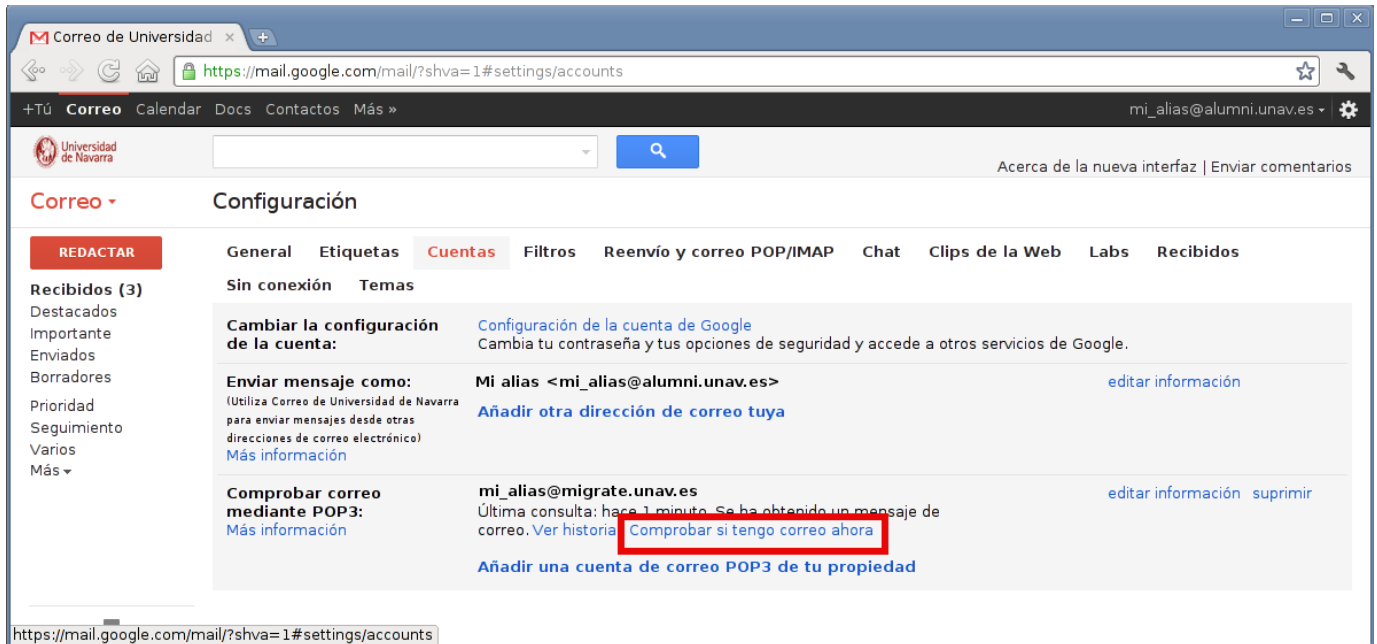 Correo de Universidad
https://mail.google.com/mail/?shva=1#settings/accounts
+Tú Correo Calendar Docs Contactos Más » mi_alias@alumni.unav.es
Universidad
de Navarra
Acerca de la nueva interfaz | Enviar comentarios
Correo Configuración
REDACTAR
Recibidos (3)
Destacados
Importante
Enviados
Borradores
Prioridad
Seguimiento
Varios
Más
General Etiquetas Cuentas Filtros Reenvío y correo POP/IMAP Chat Clips de la Web Labs Recibidos
Sin conexión Temas
Cambiar la configuración
de la cuenta:
Configuración de la cuenta de Google
Cambia tu contraseña y tus opciones de seguridad y accede a otros servicios de Google.
Enviar mensaje como:
(Utiliza Correo de Universidad de Navarra
para enviar mensajes desde otras
direcciones de correo electrónico)
Más información
Mi alias <mi_alias@alumni.unav.es>
editar información
Añadir otra dirección de correo tuya
Comprobar correo
mediante POP3:
Más información
mi_alias@migrate.unav.es
editar información suprimir
Última consulta: hace 1 minuto. Se ha obtenido un mensaje de
correo. Ver historia Comprobar si tengo correo ahora
Añadir una cuenta de correo POP3 de tu propiedad
https://mail.google.com/mail/?shva=1#settings/accounts